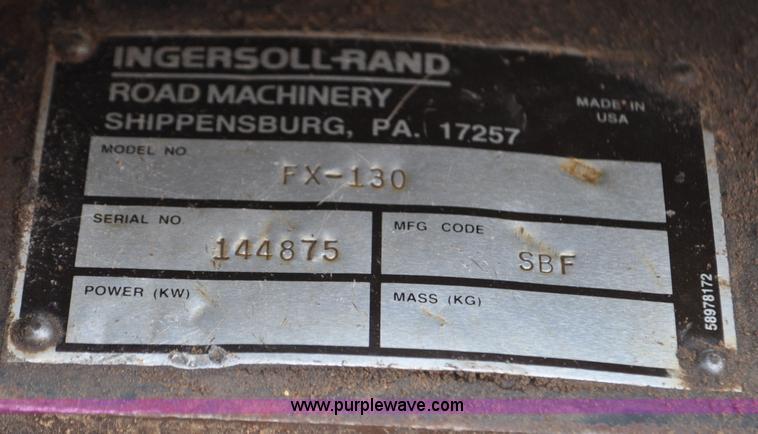 INGERSOLL-RAND
ROAD MACHINERY
SHIPPENSBURG, PA. 17257
MADE IN
USA
MODEL NO
FX-130
SERIAL NO
144875
MFG CODE
SBF
POWER (KW)
MASS (KG)
58978172
www.purplewave.com